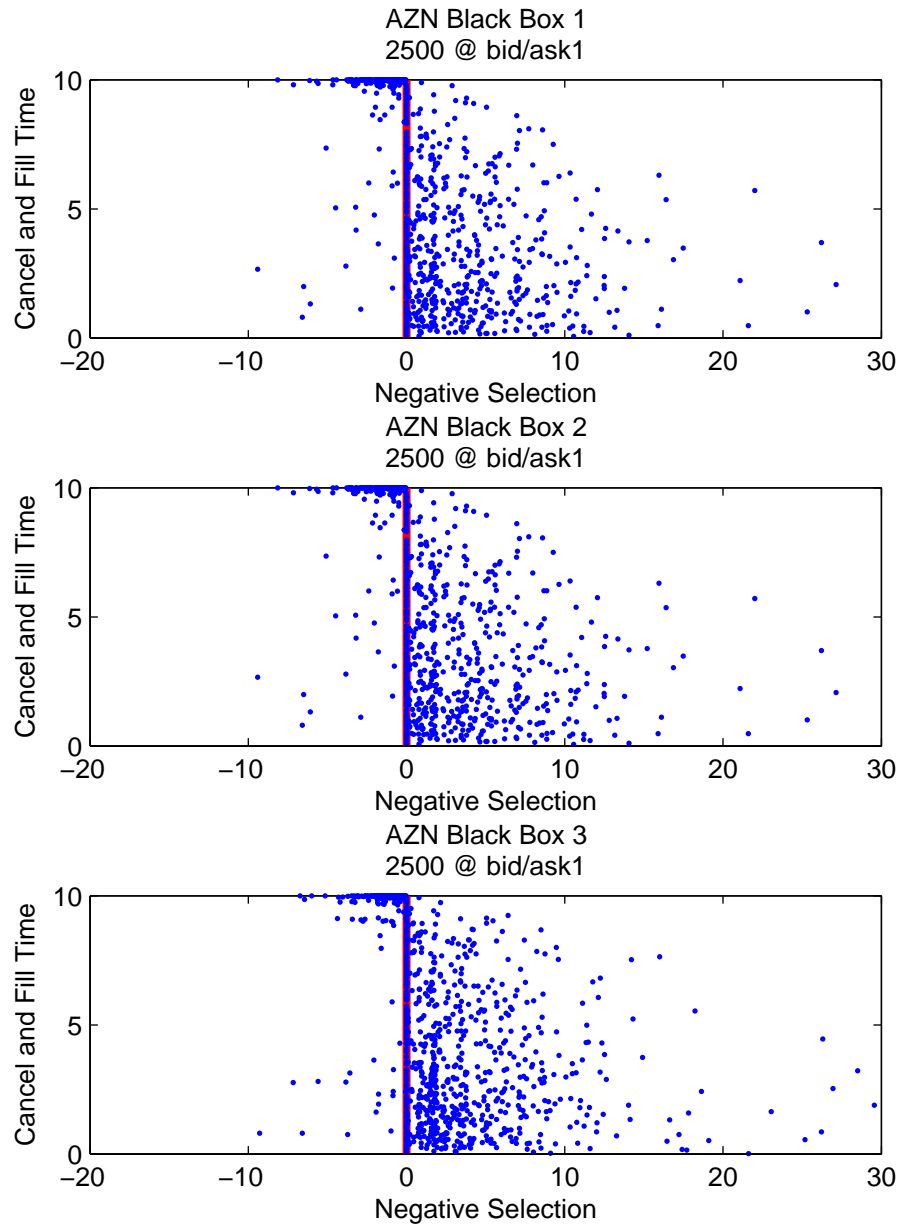 AZN Black Box 1
2500 @ bid/ask1
10
5
0
Cancel and Fill Time
−20
−10
0
10
20
30
Negative Selection
AZN Black Box 2
2500 @ bid/ask1
10
5
0
Cancel and Fill Time
−20
−10
0
10
20
30
Negative Selection
AZN Black Box 3
2500 @ bid/ask1
10
5
0
Cancel and Fill Time
−20
−10
0
10
20
30
Negative Selection